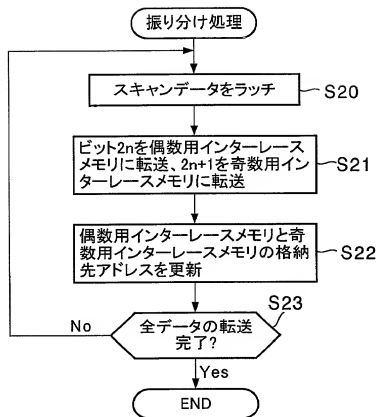 振り分け処理
スキャンデータをラッチ
S20
ビット2nを偶数用インターレース
メモリに転送、2n+1を奇数用イン
ターレースメモリに転送
S21
偶数用インターレースメモリと奇
数用インターレースメモリの格納
先アドレスを更新
S22
S23
全データの転送
完了?
No
Yes
END